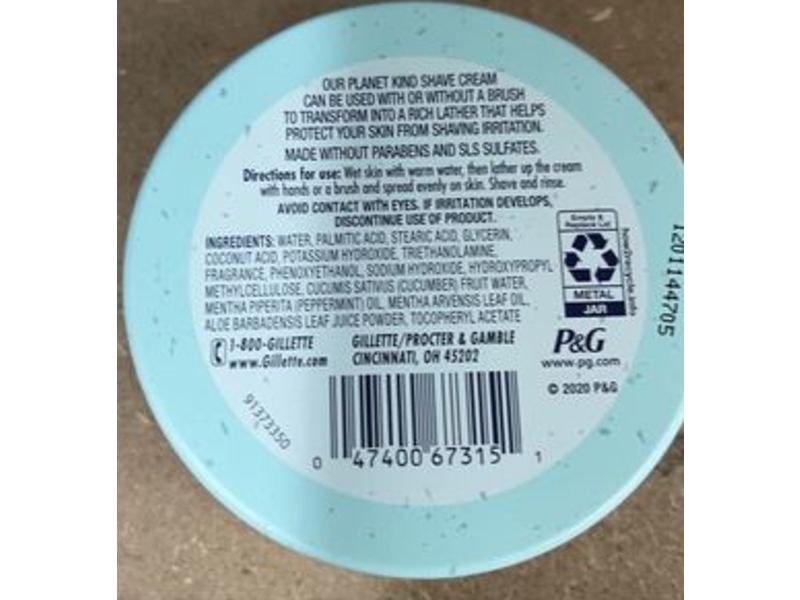 OUR PLANET KIND SHAVE CREAM
CAN BE USED WITH OR WITHOUT A BRUSH
TO TRANSFORM INTO A RICH LATHER THAT HELPS
PROTECT YOUR SKIN FROM SHAVING IRRITATION.
MADE WITHOUT PARABENS AND SLS SULFATES.
Directions for use: Wet skin with warm water, then lather up the cream
with hands or a brush and spread evenly on skin. Shave and rinse.
AVOID CONTACT WITH EYES. IF IRRITATION DEVELOPS,
DISCONTINUE USE OF PRODUCT.
INGREDIENTS: WATER, PALMITIC ACID, STEARIC ACID, GLYCERIN,
COCONUT ACID, POTASSIUM HYDROXIDE, TRIETHANOLAMINE,
FRAGRANCE, PHENOXYETHANOL, SODIUM HYDROXIDE, HYDROXYPROPYL
METHYLCELLULOSE, CUCUMIS SATIVUS (CUCUMBER) FRUIT WATER,
MENTHA PIPERITA (PEPPERMINT) OIL, MENTHA ARVENSIS LEAF OIL,
ALOE BARBADENSIS LEAF JUICE POWDER, TOCOPHERYL ACETATE
1-800-GILLETTE
www.Gillette.com
GILLETTE/PROCTER & GAMBLE
CINCINNATI, OH 45202
Empty &
Replace Lid
METAL
JAR
how2recycle.info
P&G
www.pg.com
© 2020 P&G
1201144705
91373350
0 47400 67315 1